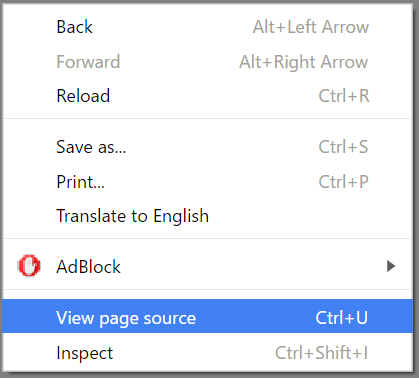 Back Alt+Left Arrow
Forward Alt+Right Arrow
Reload Ctrl+R
Save as... Ctrl+S
Print... Ctrl+P
Translate to English
AdBlock
View page source Ctrl+U
Inspect Ctrl+Shift+I